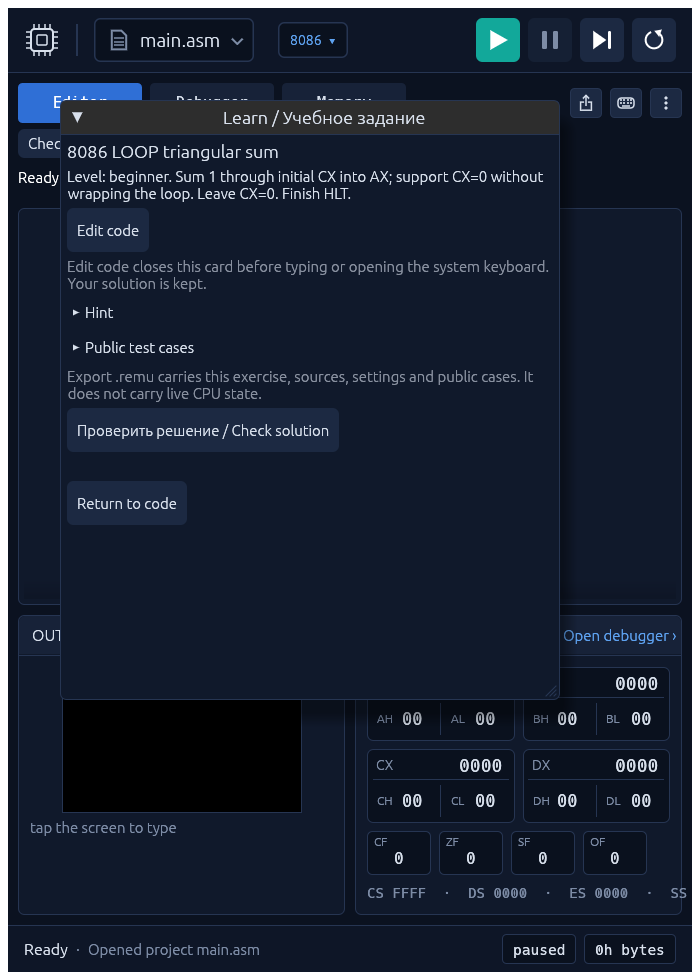 main.asm
8086 ▾
Learn / Учебное задание
8086 LOOP triangular sum
Ready
Level: beginner. Sum 1 through initial CX into AX; support CX=0 without
wrapping the loop. Leave CX=0. Finish HLT.
Edit code
Edit code closes this card before typing or opening the system keyboard.
Your solution is kept.
▸ Hint
▸ Public test cases
Export .remu carries this exercise, sources, settings and public cases. It
does not carry live CPU state.
Проверить решение / Check solution
Return to code
Open debugger ›
0000
AH 00 AL 00 BH 00 BL 00
CX 0000 DX 0000
CH 00 CL 00 DH 00 DL 00
CF ZF SF OF
0 0 0 0
tap the screen to type
CS FFFF · DS 0000 · ES 0000 · SS
Ready · Opened project main.asm
paused
0h bytes